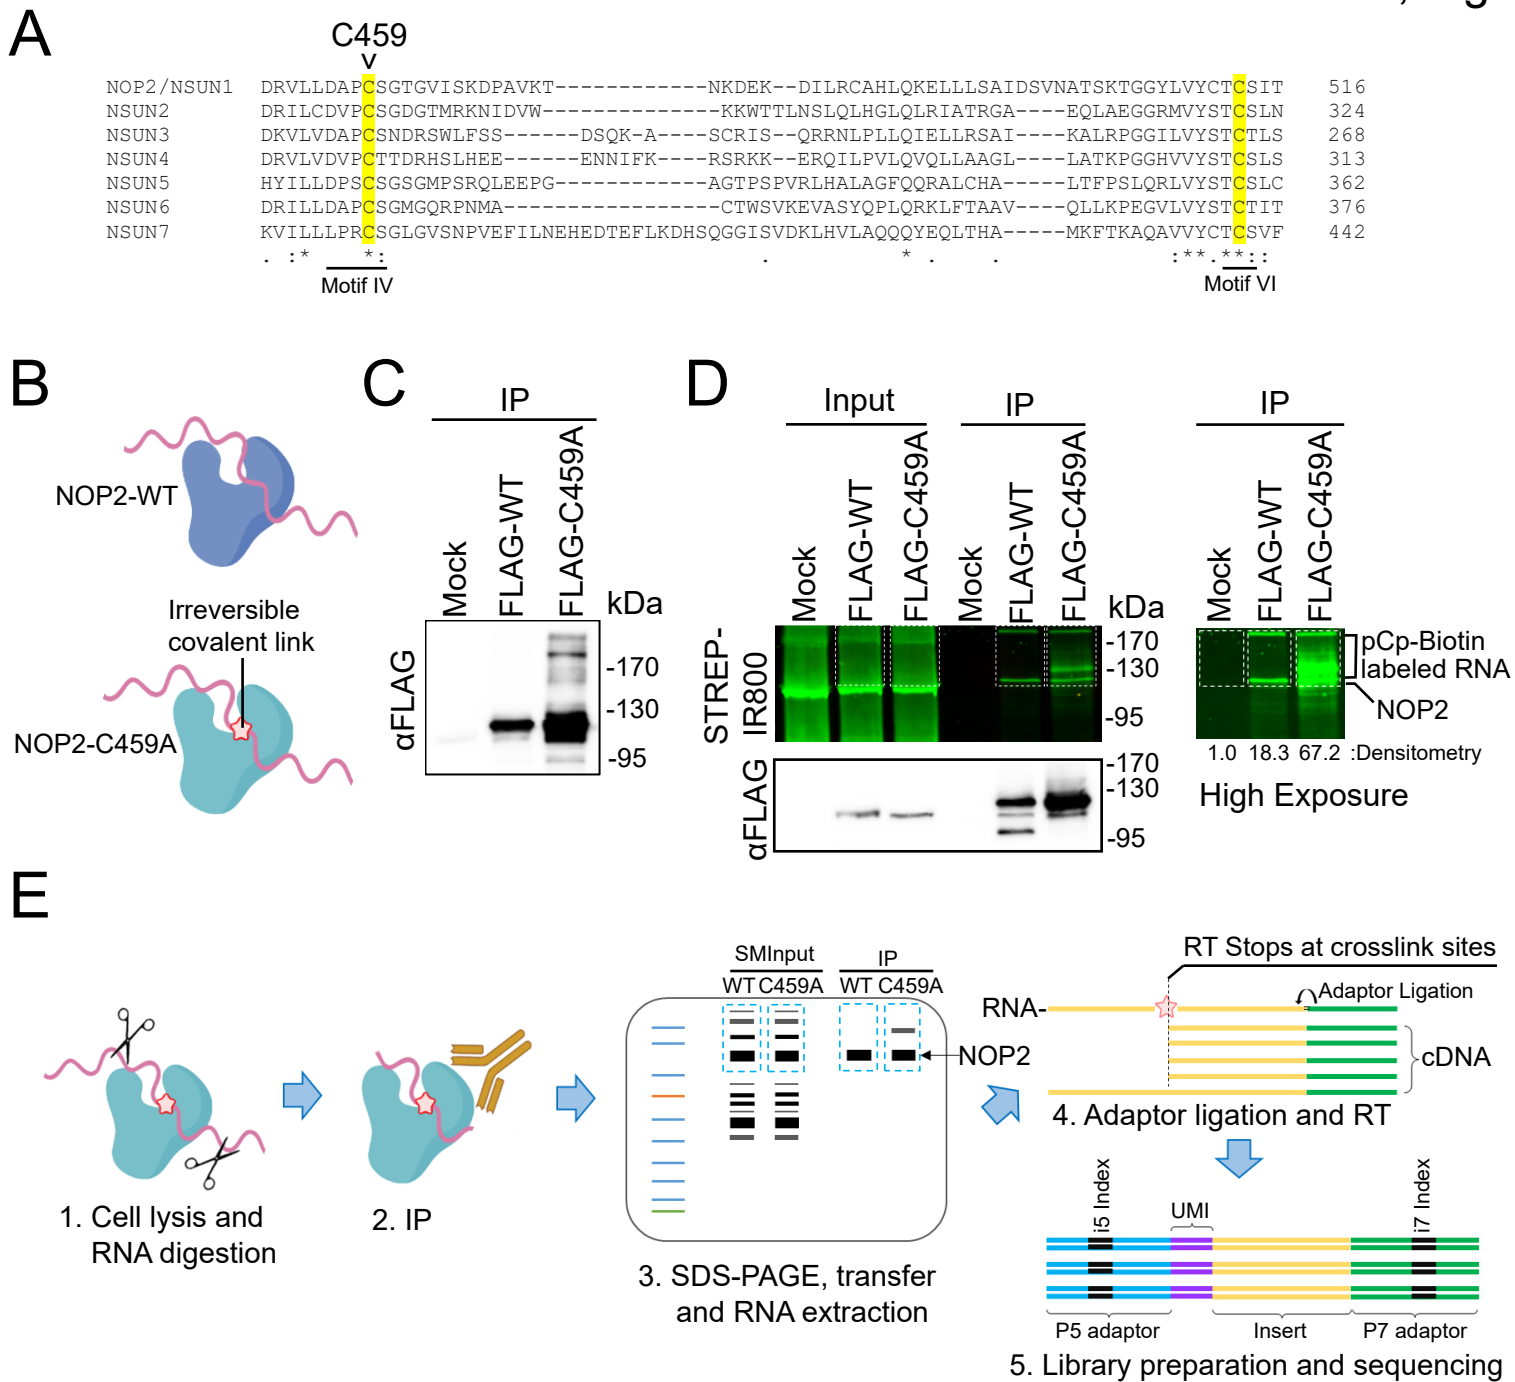 A
C459
NOP2/NSUN1 DRVLLDAPCSGTGVISKDPAVKT-------------NKDEK--DILRCAHLQKELLLSAIDSVNATSKTGGYLVYCTCSIT 516
NSUN2 DRILCDVPCSGDGTMRKNIDVW---------------KKWTTLNSLQLHGLQLRIATRGA----EQLAEGGRMVYSTCSLN 324
NSUN3 DKVLVDAPCSNDRSWLFSS------DSQK-A----SCRIS--QRRNLPLLQIELLRSAI-----KALRPGGILVYSTCTLS 268
NSUN4 DRVLVDVPCTTDRHSLHEE------ENNIFK----RSRKK--ERQILPVLQVQLLAAGL----LATKPGGHVVYSTCSLS 313
NSUN5 HYILLDPSCSGSGMPSRQLEEPG-------------AGTPSPVRLHALAGFQQRALCHA-----LTFPSLQRLVYSTCSLC 362
NSUN6 DRILLDAPCSGMGQRPNMA------------------CTWSVKEVASYQPLQRKLFTAAV----QLLKPEGVLVYSTCTIT 376
NSUN7 KVILLLPRCSGLGVSNPVEFILNEHEDTEFLKDHSQGGISVDKLHVLAQQQYEQLTHA-----MKFTKAQAVVYCTCSVF 442
. :* *: . * . . :**.**::
Motif IV Motif VI
B
NOP2-WT
Irreversible
covalent link
NOP2-C459A
C
IP
Mock FLAG-WT FLAG-C459A
kDa
αFLAG
-170
-130
-95
D
Input IP IP
Mock FLAG-WT FLAG-C459A Mock FLAG-WT FLAG-C459A Mock FLAG-WT FLAG-C459A
kDa
STREP-
IR800
-170
-130
-95
pCp-Biotin
labeled RNA
NOP2
1.0 18.3 67.2 :Densitometry
High Exposure
αFLAG
-170
-130
-95
E
1. Cell lysis and
RNA digestion
2. IP
SMInput IP
WT C459A WT C459A
NOP2
3. SDS-PAGE, transfer
and RNA extraction
RT Stops at crosslink sites
Adaptor Ligation
RNA-
cDNA
4. Adaptor ligation and RT
i5 Index
UMI
i7 Index
P5 adaptor Insert P7 adaptor
5. Library preparation and sequencing